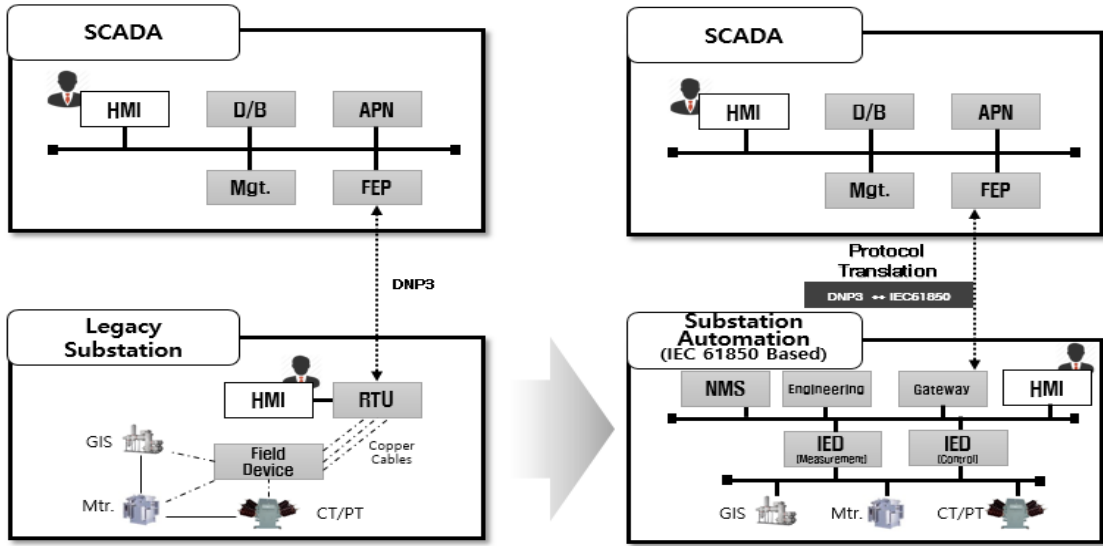 SCADA
HMI
D/B
APN
Mgt.
FEP
DNP3
Legacy
Substation
HMI
RTU
GIS
Field
Device
Copper
Cables
Mtr.
CT/PT
SCADA
HMI
D/B
APN
Mgt.
FEP
Protocol
Translation
DNP3 ↔ IEC61850
Substation
Automation
(IEC 61850 Based)
NMS
Engineering
Gateway
HMI
IED
(Measurement)
IED
(Control)
GIS
Mtr.
CT/PT